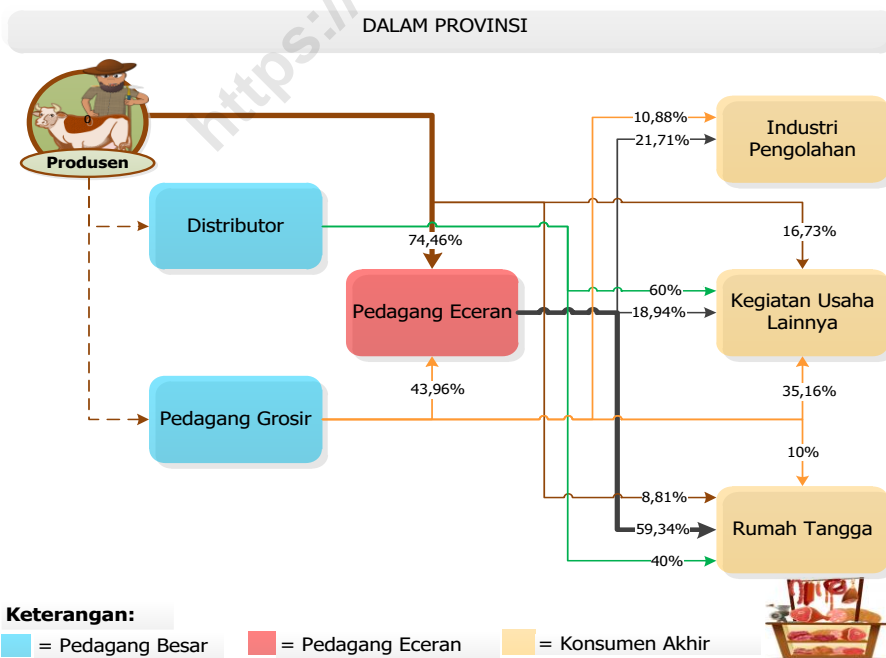 DALAM PROVINSI
https://
Produsen
10,88%
21,71%
Industri
Pengolahan
Distributor
74,46%
16,73%
Pedagang Eceran
60%
18,94%
Kegiatan Usaha
Lainnya
43,96%
35,16%
Pedagang Grosir
10%
8,81%
59,34%
40%
Rumah Tangga
Keterangan:
= Pedagang Besar
= Pedagang Eceran
= Konsumen Akhir